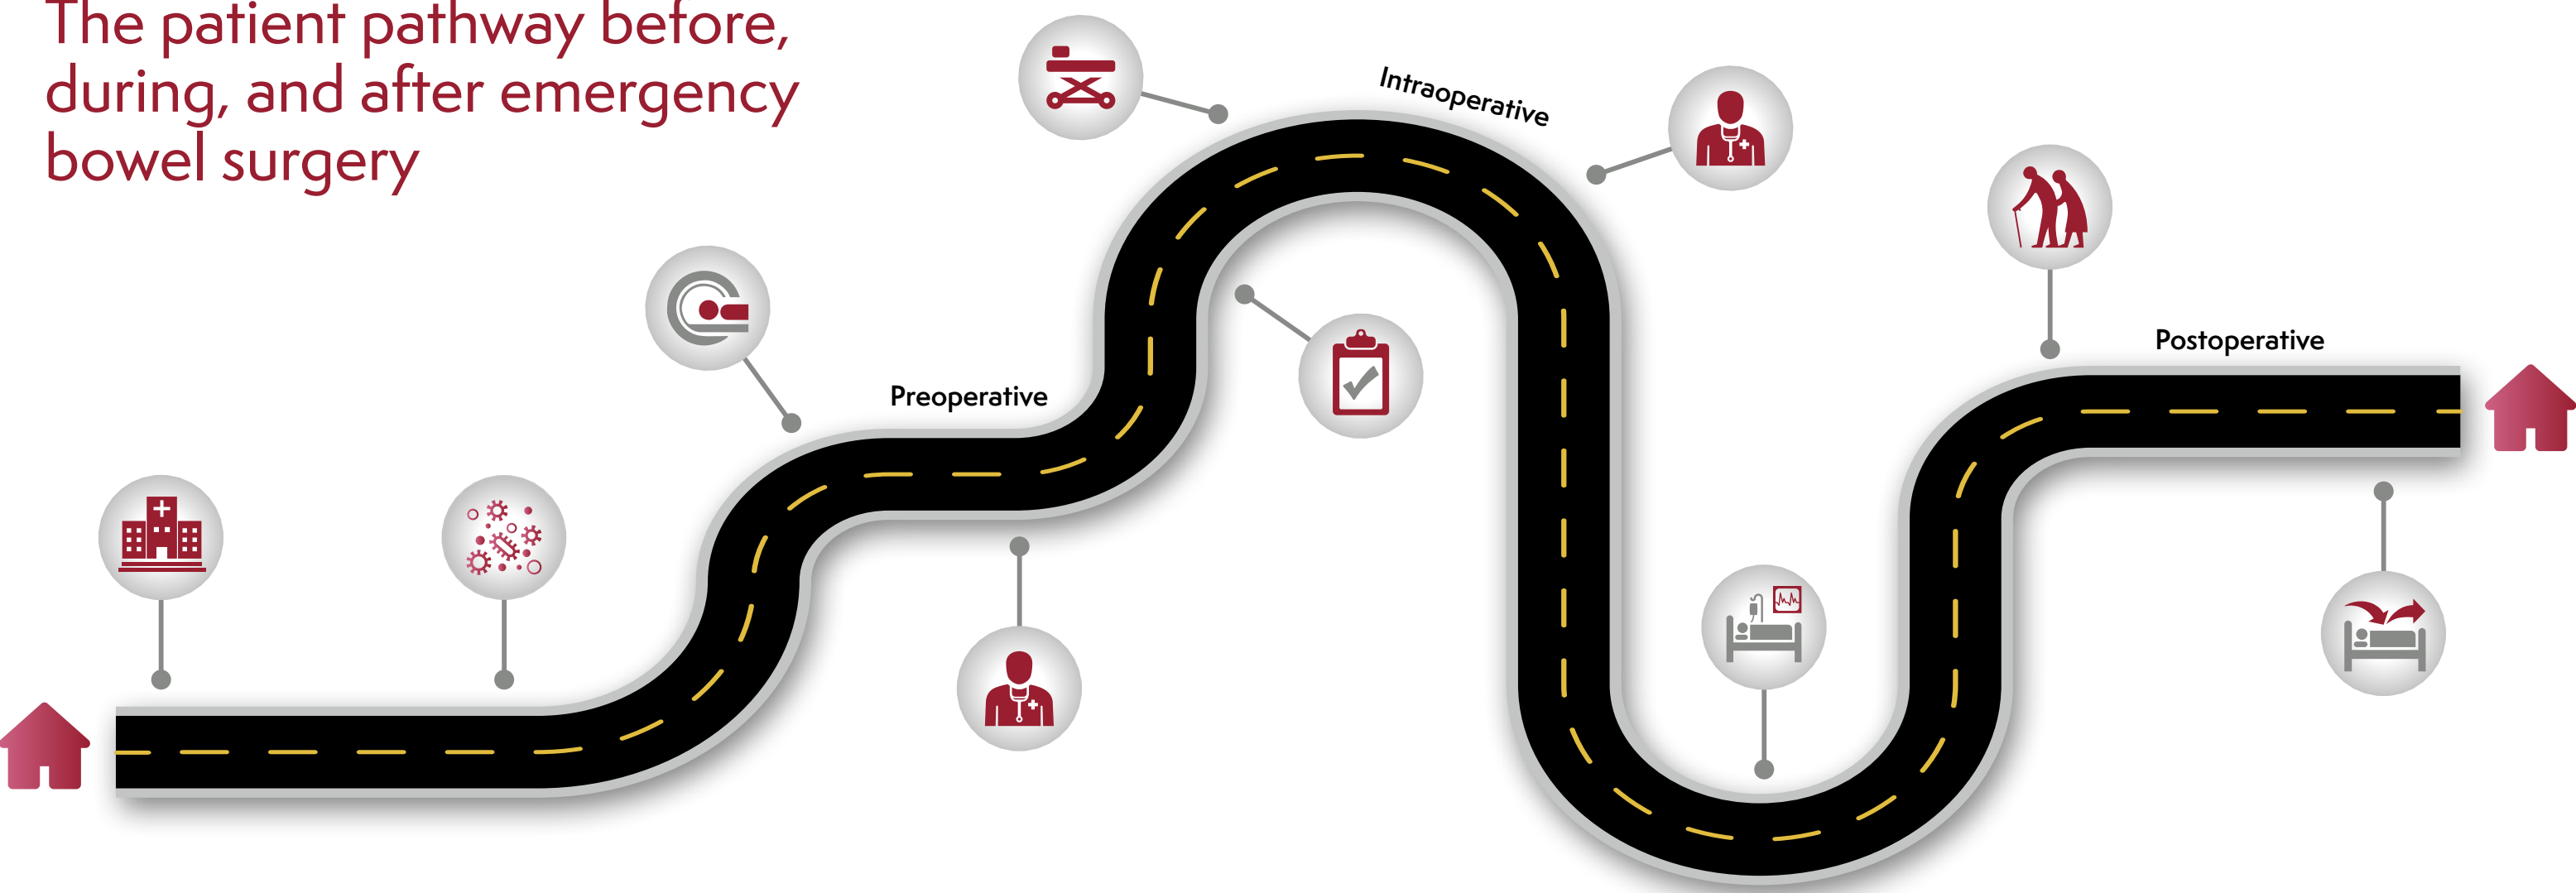 The patient pathway before,
during, and after emergency
bowel surgery
Intraoperative
Preoperative
Postoperative